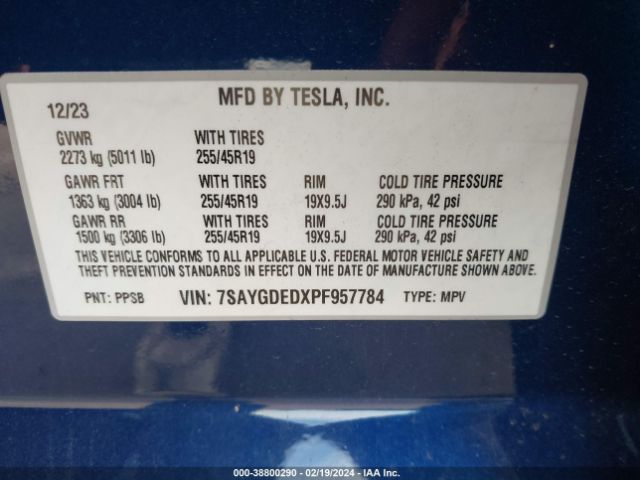 MFD BY TESLA, INC.
12/23
GVWR WITH TIRES
2273 kg (5011 lb) 255/45R19
GAWR FRT WITH TIRES RIM COLD TIRE PRESSURE
1363 kg (3004 lb) 255/45R19 19X9.5J 290 kPa, 42 psi
GAWR RR WITH TIRES RIM COLD TIRE PRESSURE
1500 kg (3306 lb) 255/45R19 19X9.5J 290 kPa, 42 psi
THIS VEHICLE CONFORMS TO ALL APPLICABLE U.S. FEDERAL MOTOR VEHICLE SAFETY AND
THEFT PREVENTION STANDARDS IN EFFECT ON THE DATE OF MANUFACTURE SHOWN ABOVE.
PNT: PPSB VIN: 7SAYGDEDXPF957784 TYPE: MPV
000-38800290 - 02/19/2024 - IAA Inc.